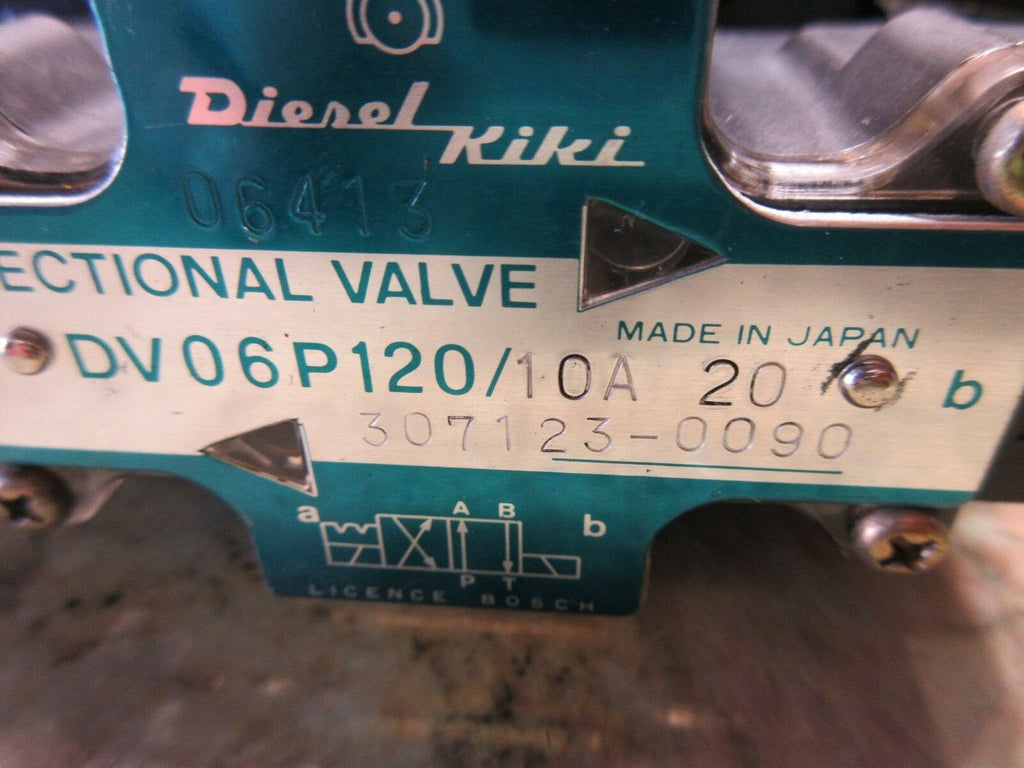 Diesel
Kiki
06413
ECTIONAL VALVE
MADE IN JAPAN
DV06P120/10A 20 b
307123-0090
A B
a b
P T
LICENCE BOSCH